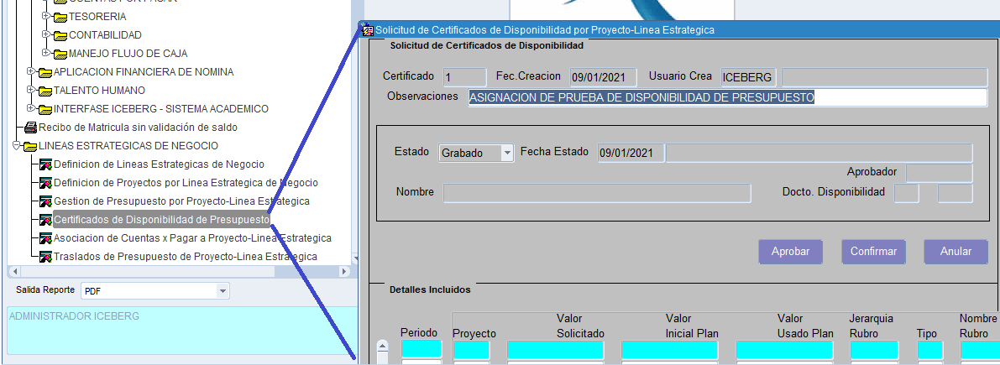 CUENTAS POR PAGAR
TESORERIA
CONTABILIDAD
MANEJO FLUJO DE CAJA
APLICACION FINANCIERA DE NOMINA
TALENTO HUMANO
INTERFASE ICEBERG - SISTEMA ACADEMICO
Recibo de Matricula sin validación de saldo
LINEAS ESTRATEGICAS DE NEGOCIO
Definicion de Lineas Estrategicas de Negocio
Definicion de Proyectos por Linea Estrategica de Negocio
Gestion de Presupuesto por Proyecto-Linea Estrategica
Certificados de Disponibilidad de Presupuesto
Asociacion de Cuentas x Pagar a Proyecto-Linea Estrategica
Traslados de Presupuesto de Proyecto-Linea Estrategica
Salida Reporte PDF
ADMINISTRADOR ICEBERG
Solicitud de Certificados de Disponibilidad por Proyecto-Linea Estrategica
Solicitud de Certificados de Disponibilidad
Certificado 1 Fec.Creacion 09/01/2021 Usuario Crea ICEBERG
Observaciones ASIGNACION DE PRUEBA DE DISPONIBILIDAD DE PRESUPUESTO
Estado Grabado Fecha Estado 09/01/2021
Aprobador
Nombre Docto. Disponibilidad
Aprobar Confirmar Anular
Detalles Incluidos
Valor Valor Valor Jerarquia Nombre
Periodo Proyecto Solicitado Inicial Plan Usado Plan Rubro Tipo Rubro